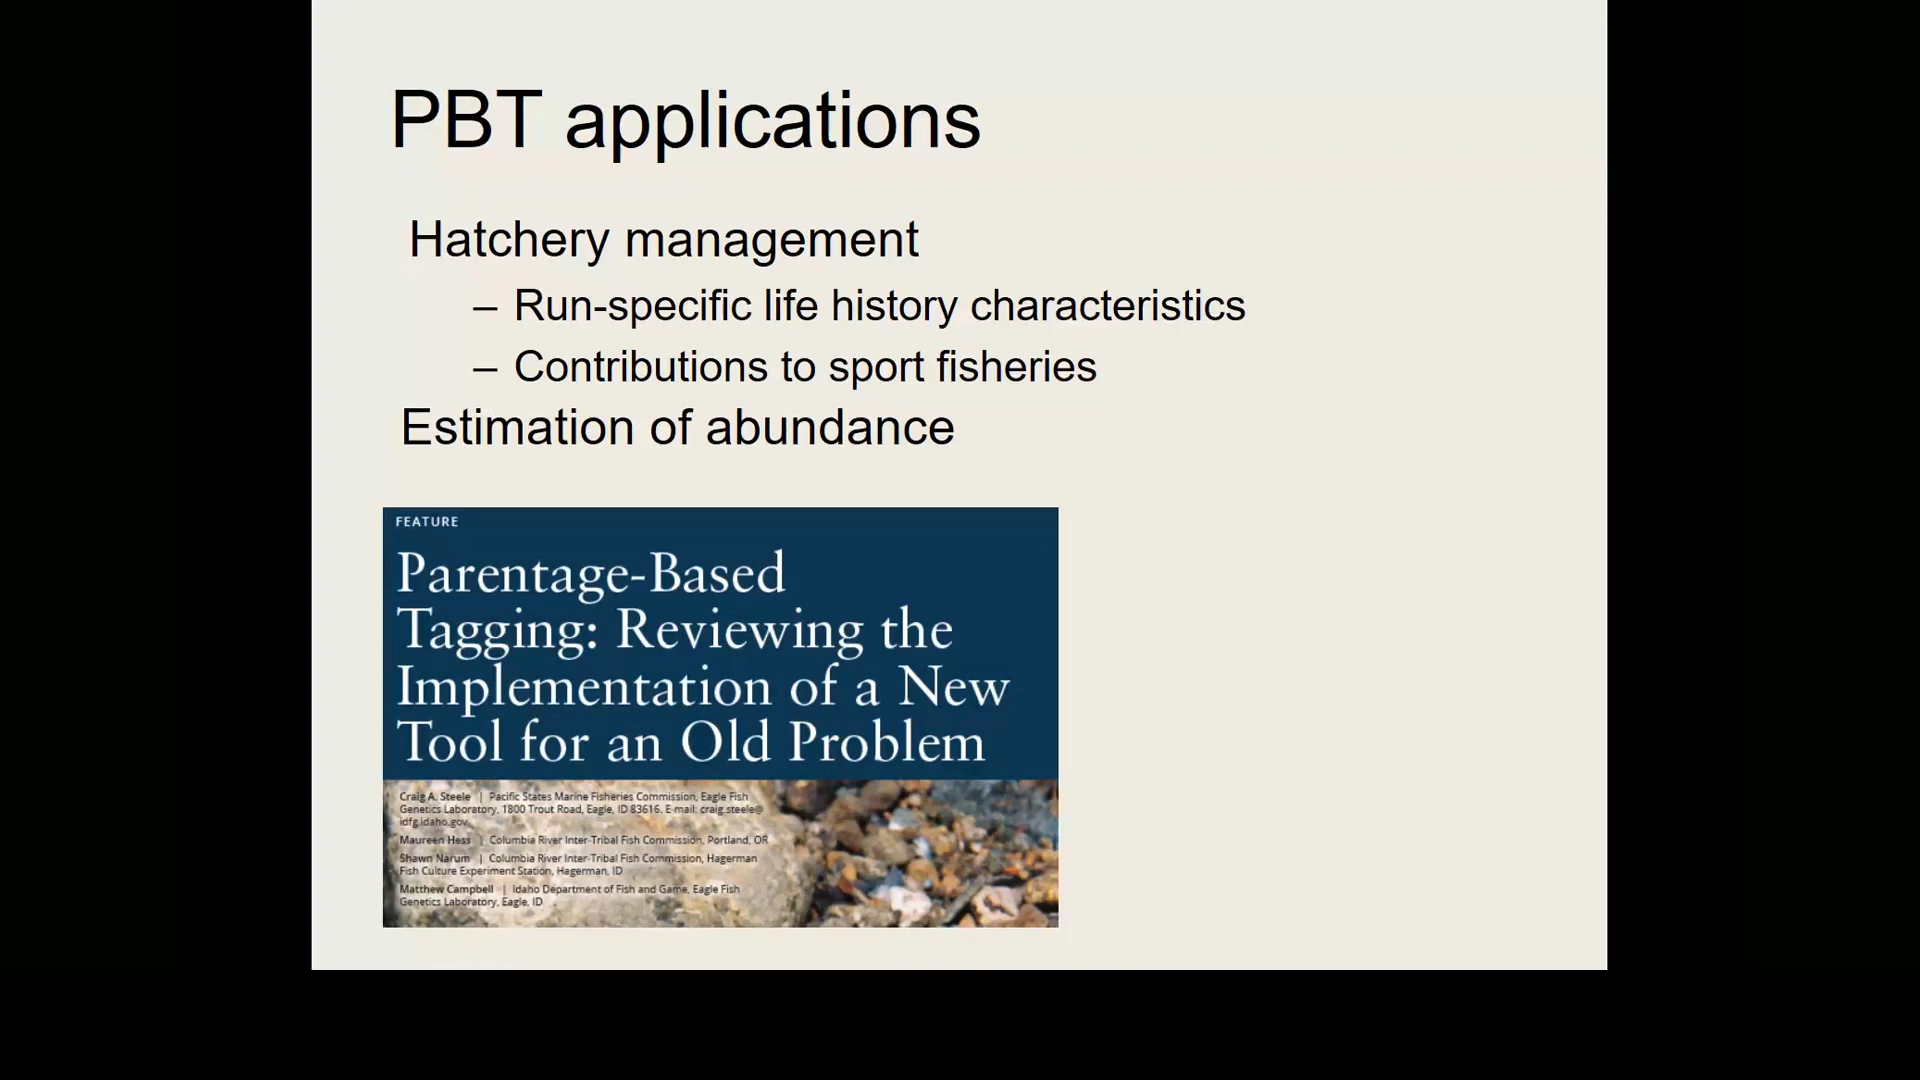 PBT applications
Hatchery management
– Run-specific life history characteristics
– Contributions to sport fisheries
Estimation of abundance
FEATURE
Parentage-Based
Tagging: Reviewing the
Implementation of a New
Tool for an Old Problem
Craig A. Steele | Pacific States Marine Fisheries Commission, Eagle Fish
Genetics Laboratory, 1800 Trout Road, Eagle, ID 83616. E-mail: craig.steele@
idfg.idaho.gov
Maureen Hess | Columbia River Inter-Tribal Fish Commission, Portland, OR
Shawn Narum | Columbia River Inter-Tribal Fish Commission, Hagerman
Fish Culture Experiment Station, Hagerman, ID
Matthew Campbell | Idaho Department of Fish and Game, Eagle Fish
Genetics Laboratory, Eagle, ID